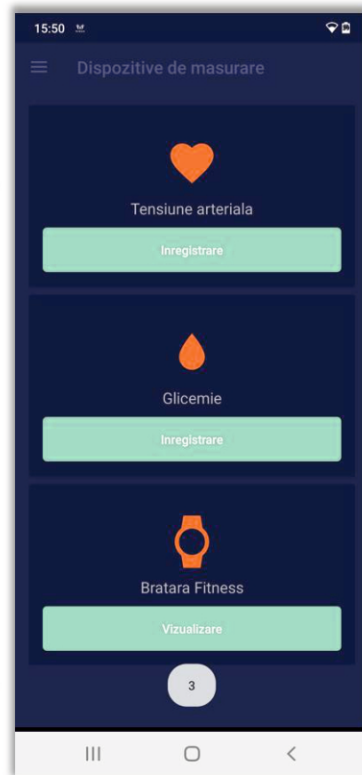 15:50
Dispozitive de masurare
Tensiune arteriala
Inregistrare
Glicemie
Inregistrare
Bratara Fitness
Vizualizare
3